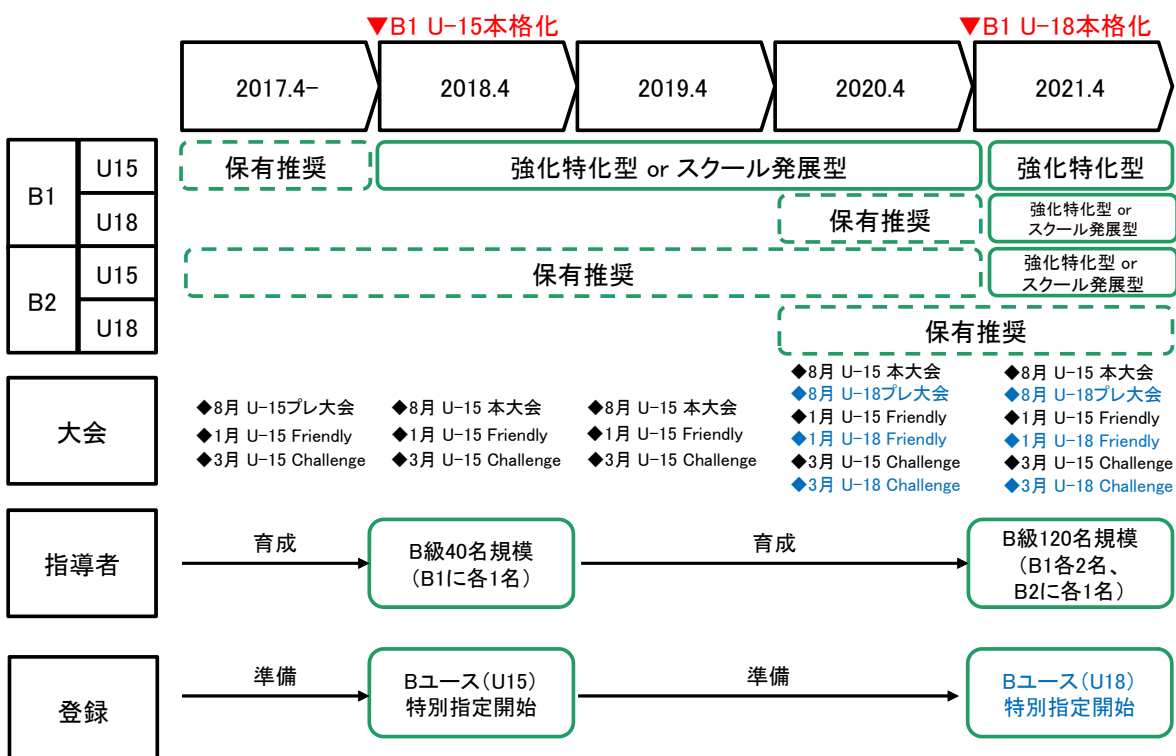 ▼B1 U-15本格化
▼B1 U-18本格化
2017.4-
2018.4
2019.4
2020.4
2021.4
B1
U15
保有推奨
強化特化型 or スクール発展型
強化特化型
U18
保有推奨
強化特化型 or
スクール発展型
B2
U15
保有推奨
強化特化型 or
スクール発展型
U18
保有推奨
大会
◆8月 U-15プレ大会
◆1月 U-15 Friendly
◆3月 U-15 Challenge
◆8月 U-15 本大会
◆1月 U-15 Friendly
◆3月 U-15 Challenge
◆8月 U-15 本大会
◆1月 U-15 Friendly
◆3月 U-15 Challenge
◆8月 U-15 本大会
◆8月 U-18プレ大会
◆1月 U-15 Friendly
◆1月 U-18 Friendly
◆3月 U-15 Challenge
◆3月 U-18 Challenge
◆8月 U-15 本大会
◆8月 U-18プレ大会
◆1月 U-15 Friendly
◆1月 U-18 Friendly
◆3月 U-15 Challenge
◆3月 U-18 Challenge
指導者
育成
B級40名規模
(B1に各1名)
育成
B級120名規模
(B1各2名、
B2に各1名)
登録
準備
Bユース(U15)
特別指定開始
準備
Bユース(U18)
特別指定開始